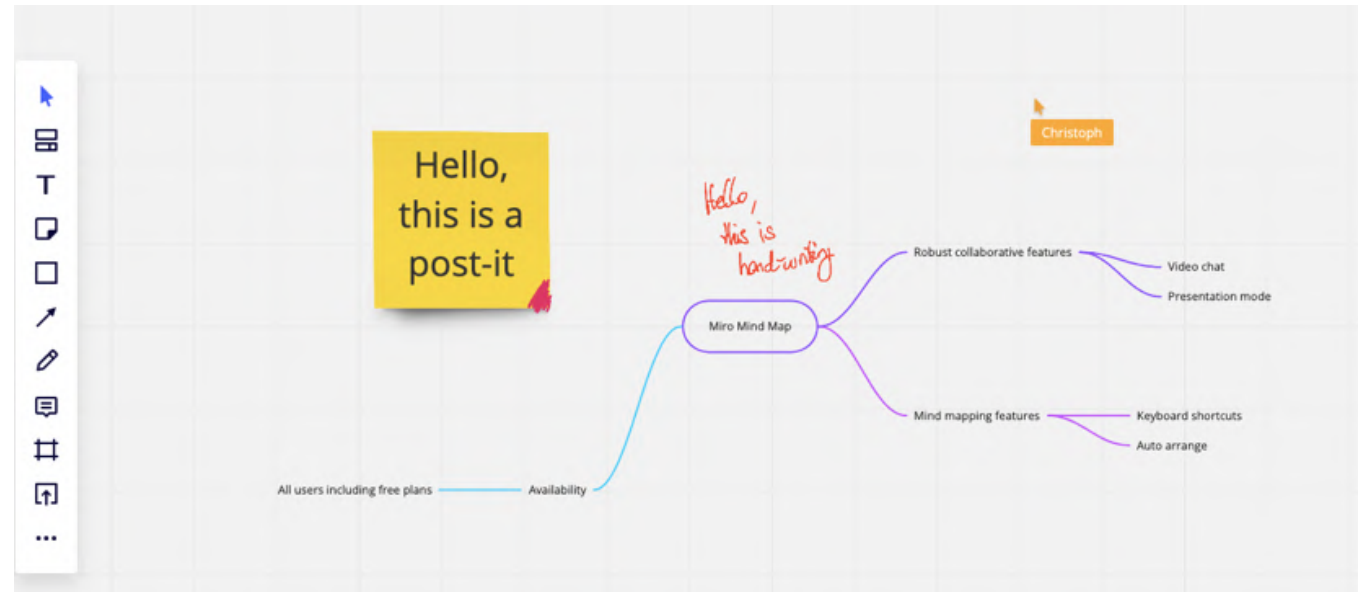 Christoph
Hello,
this is a
post-it
Hello,
this is
hand-writing
Robust collaborative features
Video chat
Presentation mode
Miro Mind Map
Mind mapping features
Keyboard shortcuts
Auto arrange
All users including free plans
Availability
T